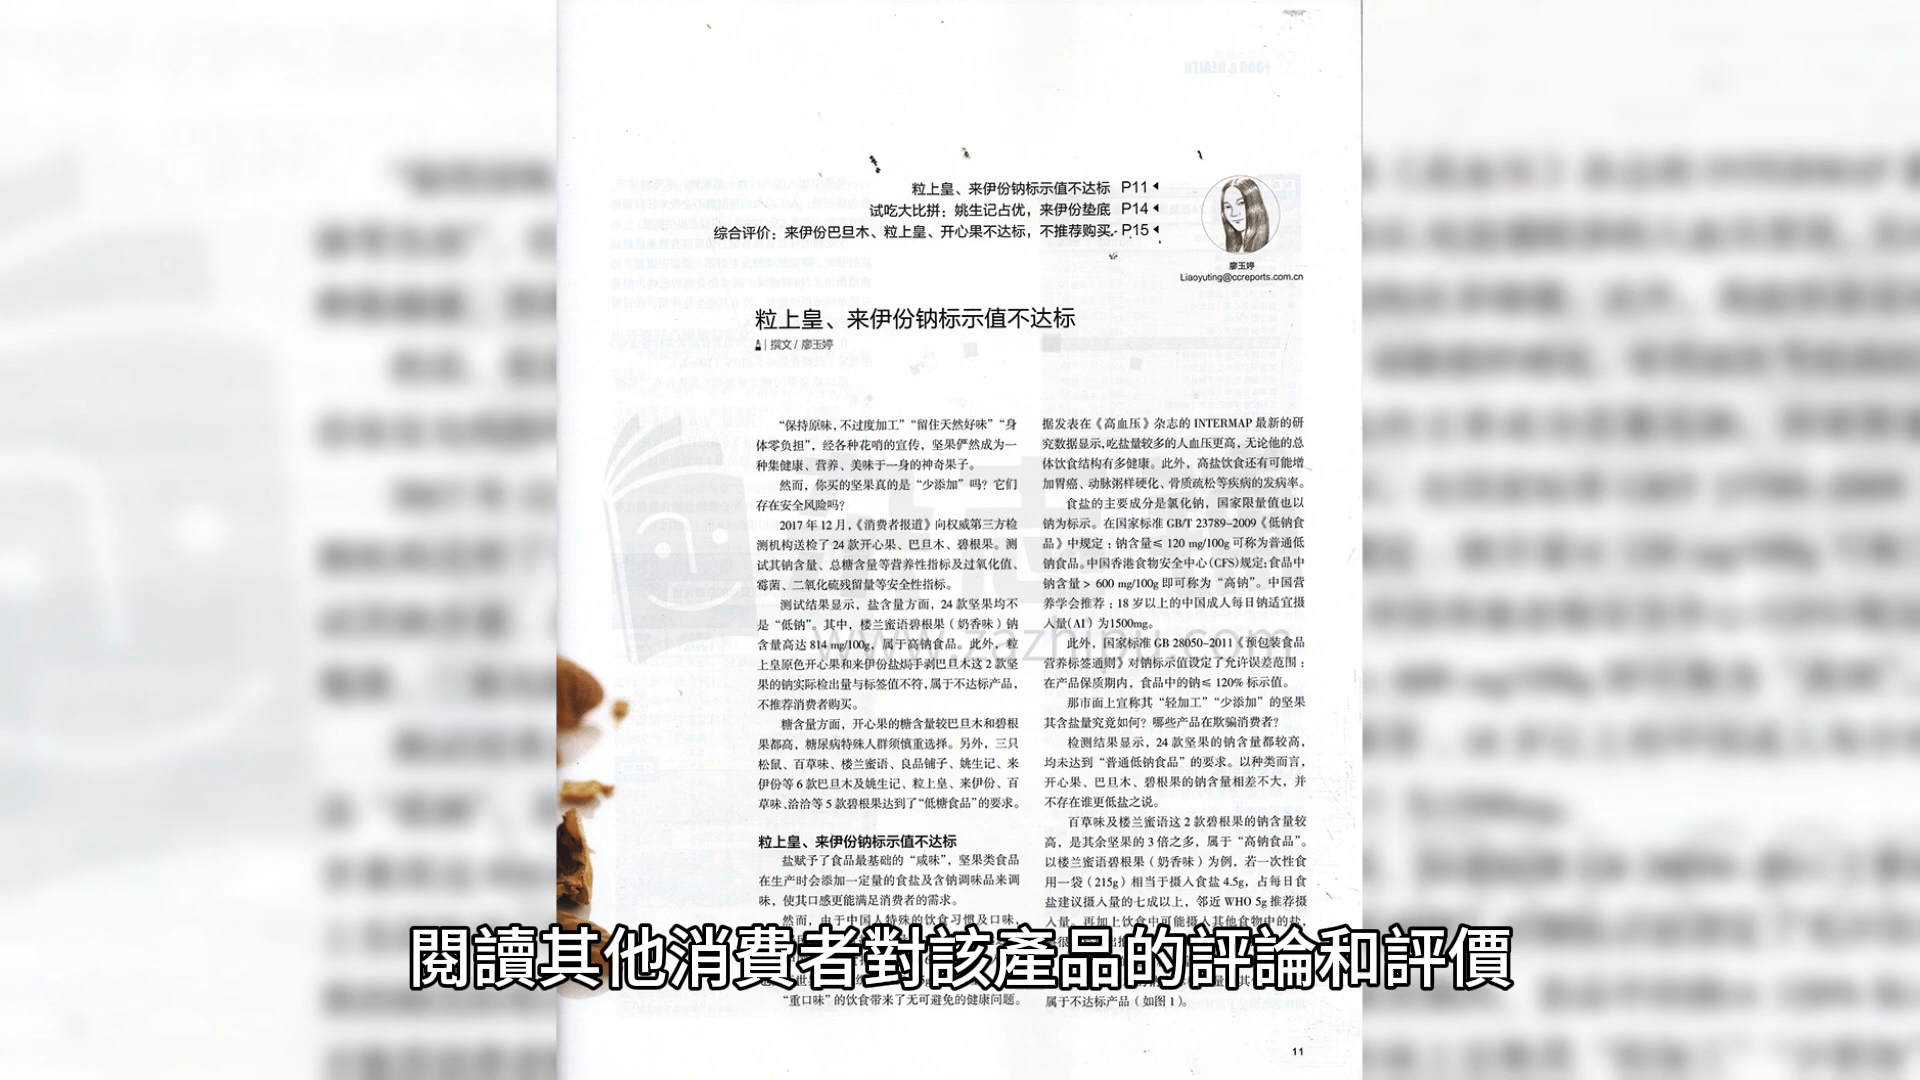 粒上皇、来伊份钠标示值不达标 P11
试吃大比拼：姚生记占优，来伊份垫底 P14
综合评价：来伊份巴旦木、粒上皇、开心果不达标，不推荐购买 P15
廖玉婷
Liaoyuting@ccreports.com.cn
粒上皇、来伊份钠标示值不达标
撰文 / 廖玉婷
“保持原味，不过度加工”“留住天然好味”“身
体零负担”，经各种花哨的宣传，坚果俨然成为一
种集健康、营养、美味于一身的神奇果子。
然而，你买的坚果真的是“少添加”吗？它们
存在安全风险吗？
2017 年 12 月，《消费者报道》向权威第三方检
测机构送检了 24 款开心果、巴旦木、碧根果。测
试其钠含量、总糖含量等营养性指标及过氧化值、
霉菌、二氧化硫残留量等安全性指标。
测试结果显示，盐含量方面，24 款坚果均不
是“低钠”。其中，楼兰蜜语碧根果（奶香味）钠
含量高达 814 mg/100g，属于高钠食品。此外，粒
上皇原色开心果和来伊份盐焗手剥巴旦木这 2 款坚
果的钠实际检出量与标签值不符，属于不达标产品，
不推荐消费者购买。
糖含量方面，开心果的糖含量较巴旦木和碧根
果都高，糖尿病特殊人群须慎重选择。另外，三只
松鼠、百草味、楼兰蜜语、良品铺子、姚生记、来
伊份等 6 款巴旦木及姚生记、粒上皇、来伊份、百
草味、洽洽等 5 款碧根果达到了“低糖食品”的要求。
粒上皇、来伊份钠标示值不达标
盐赋予了食品最基础的“咸味”，坚果类食品
在生产时会添加一定量的食盐及含钠调味品来调
味，使其口感更能满足消费者的需求。
然而，由于中国人特殊的饮食习惯及口味，
“重口味”的饮食带来了无可避免的健康问题。
据发表在《高血压》杂志的 INTERMAP 最新的研
究数据显示，吃盐量较多的人血压更高，无论他的总
体饮食结构有多健康。此外，高盐饮食还有可能增
加胃癌、动脉粥样硬化、骨质疏松等疾病的发病率。
食盐的主要成分是氯化钠，国家限量值也以
钠为标示。在国家标准 GB/T 23789-2009《低钠食
品》中规定：钠含量≤ 120 mg/100g 可称为普通低
钠食品。中国香港食物安全中心(CFS)规定：食品中
钠含量＞ 600 mg/100g 即可称为“高钠”。中国营
养学会推荐：18 岁以上的中国成人每日钠适宜摄
入量(AI) 为1500mg。
此外，国家标准 GB 28050-2011《预包装食品
营养标签通则》对钠标示值设定了允许误差范围：
在产品保质期内，食品中的钠≤ 120% 标示值。
那市面上宣称其“轻加工”“少添加”的坚果
其含盐量究竟如何？哪些产品在欺骗消费者？
检测结果显示，24 款坚果的钠含量都较高，
均未达到“普通低钠食品”的要求。以种类而言，
开心果、巴旦木、碧根果的钠含量相差不大，并
不存在谁更低盐之说。
百草味及楼兰蜜语这 2 款碧根果的钠含量较
高，是其余坚果的 3 倍之多，属于“高钠食品”。
以楼兰蜜语碧根果（奶香味）为例，若一次性食
用一袋（215g）相当于摄入食盐 4.5g，占每日食
盐建议摄入量的七成以上，邻近 WHO 5g 推荐摄
入量。再加上饮食中可能摄入其他食物中的盐，
属于不达标产品（如图 1）。
www.zazhipu.com
閱讀其他消費者對該產品的評論和評價
11